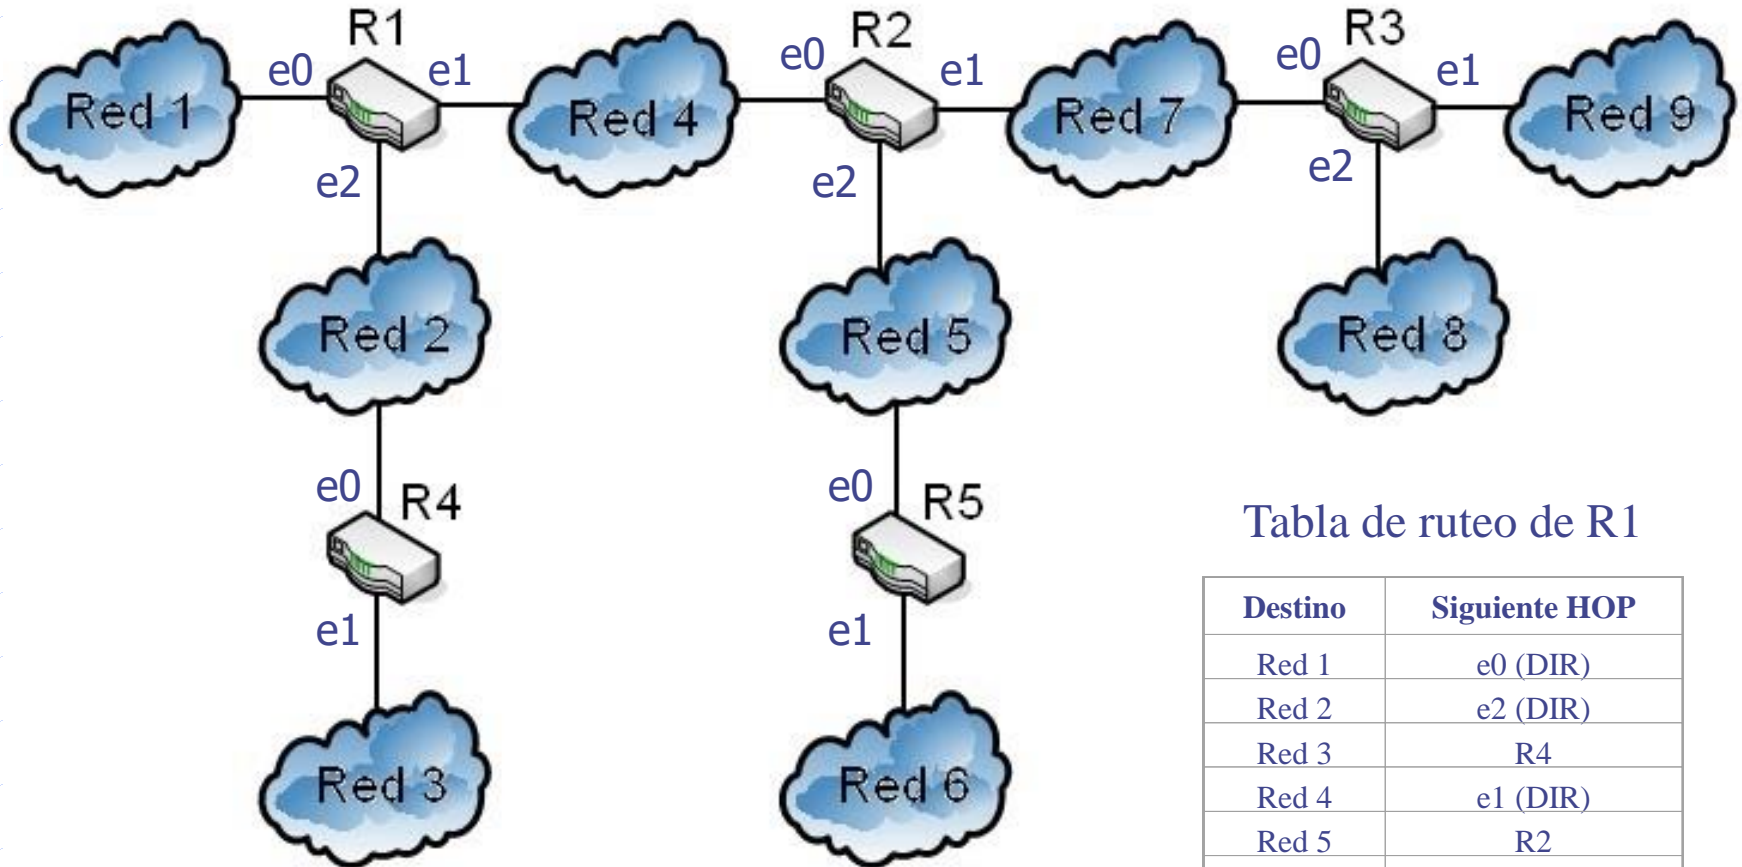 R1
R2
R3
e0
e1
e0
e1
e0
e1
Red 1
Red 4
Red 7
Red 9
e2
e2
e2
Red 2
Red 5
Red 8
e0
R4
e0
R5
e1
e1
Red 3
Red 6
Tabla de ruteo de R1
Destino Siguiente HOP
Red 1 e0 (DIR)
Red 2 e2 (DIR)
Red 3 R4
Red 4 e1 (DIR)
Red 5 R2